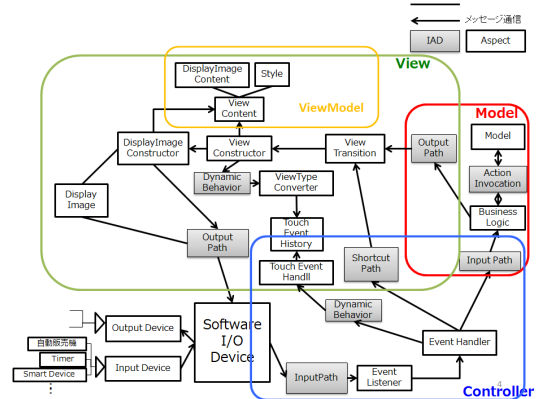 メッセージ通信
IAD
Aspect
View
DisplayImage
Content
Style
View
Content
ViewModel
Model
DisplayImage
Constructor
View
Constructor
View
Transition
Output
Path
Model
Action
Invocation
Dynamic
Behavior
ViewType
Converter
Display
Image
Business
Logic
Touch
Event
History
Output
Path
Touch Event
Handll
Shortcut
Path
Input Path
Dynamic
Behavior
Software
I/O
Device
Output Device
Event Handler
自動販売機
Timer
Smart Device
Input Device
InputPath
Event
Listener
4
Controller